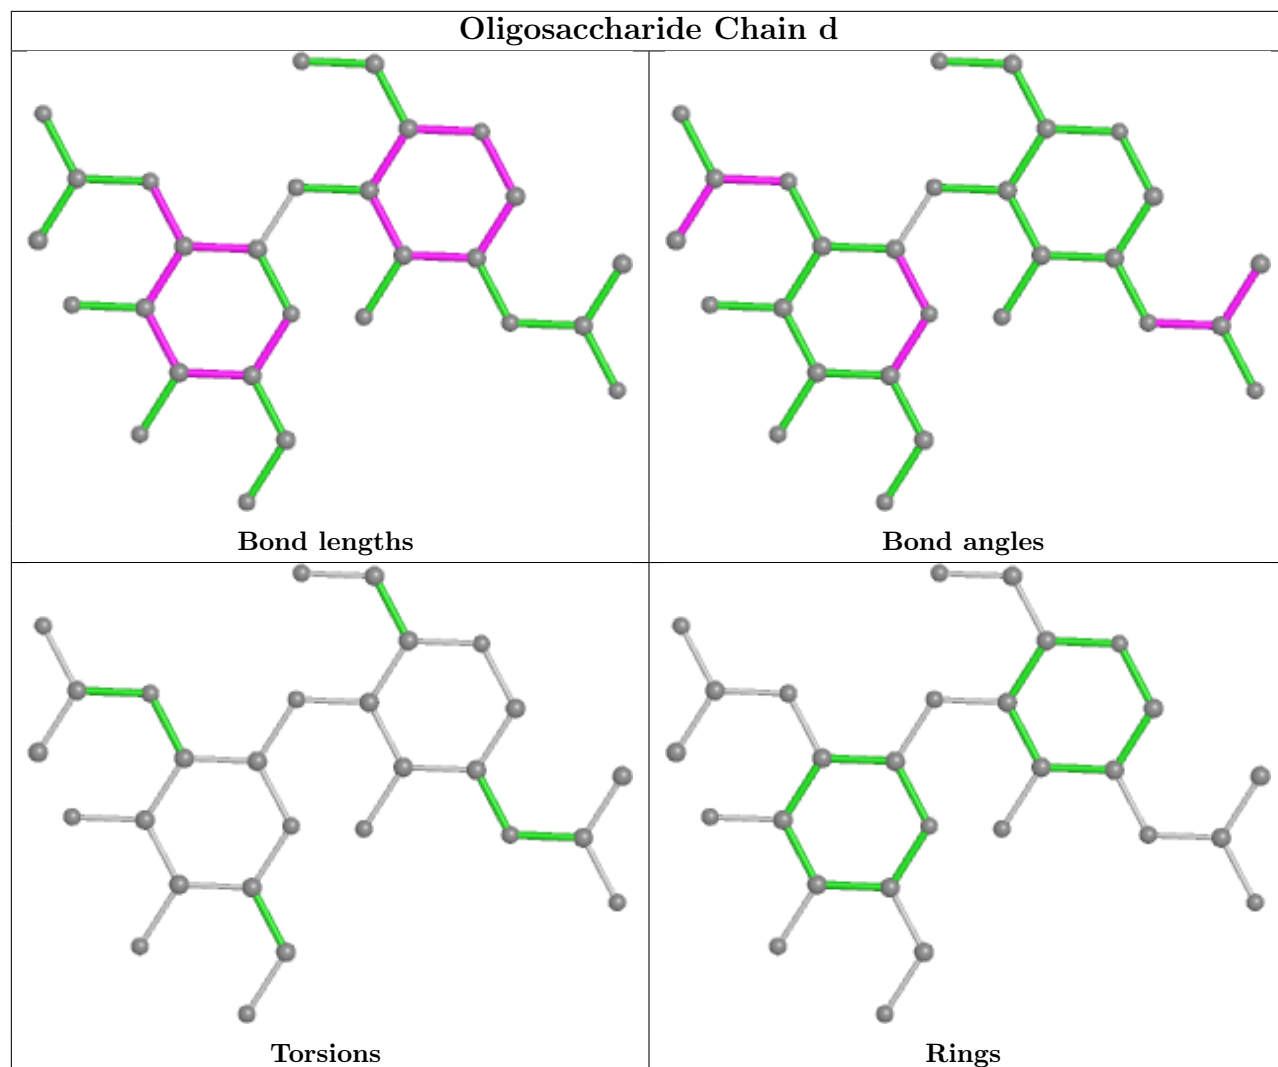 Oligosaccharide Chain d
Bond lengths
Bond angles
Torsions
Rings